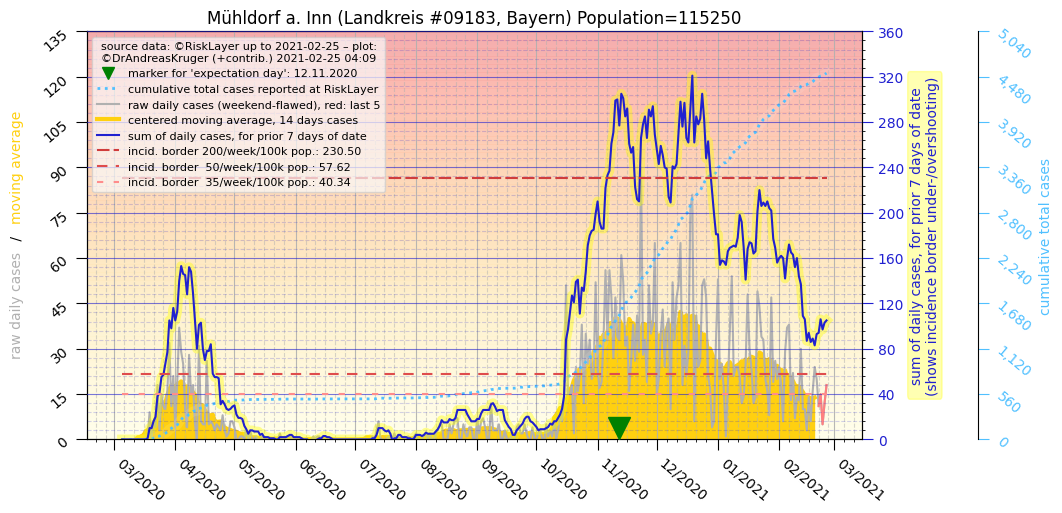 Mühldorf a. Inn (Landkreis #09183, Bayern) Population=115250
source data: ©RiskLayer up to 2021-02-25 – plot:
©DrAndreasKruger (+contrib.) 2021-02-25 04:09
marker for 'expectation day': 12.11.2020
cumulative total cases reported at RiskLayer
raw daily cases (weekend-flawed), red: last 5
centered moving average, 14 days cases
sum of daily cases, for prior 7 days of date
incid. border 200/week/100k pop.: 230.50
incid. border  50/week/100k pop.: 57.62
incid. border  35/week/100k pop.: 40.34
raw daily cases / moving average
135
120
105
90
75
60
45
30
15
0
03/2020
04/2020
05/2020
06/2020
07/2020
08/2020
09/2020
10/2020
11/2020
12/2020
01/2021
02/2021
03/2021
360
320
280
240
200
160
120
80
40
0
sum of daily cases, for prior 7 days of date
(shows incidence border under-/overshooting)
5,040
4,480
3,920
3,360
2,800
2,240
1,680
1,120
560
0
cumulative total cases